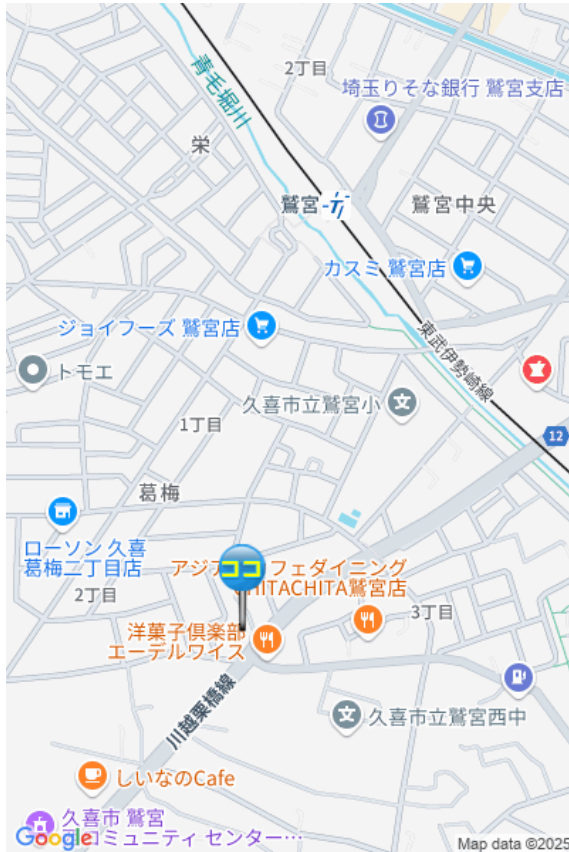 青毛堀川
2丁目
埼玉りそな銀行 鷲宮支店
栄
鷲宮
鷲宮中央
カスミ 鷲宮店
ジョイフーズ 鷲宮店
東武伊勢崎線
トモエ
久喜市立鷲宮小
1丁目
12
葛梅
ローソン 久喜
葛梅二丁目店
ココ
フェダイニング
HITACHITA鷲宮店
2丁目
3丁目
洋菓子倶楽部
エーデルワイス
川越栗橋線
久喜市立鷲宮西中
しいなのCafe
久喜市 鷲宮
コミュニティ センター…
Google
Map data ©2025